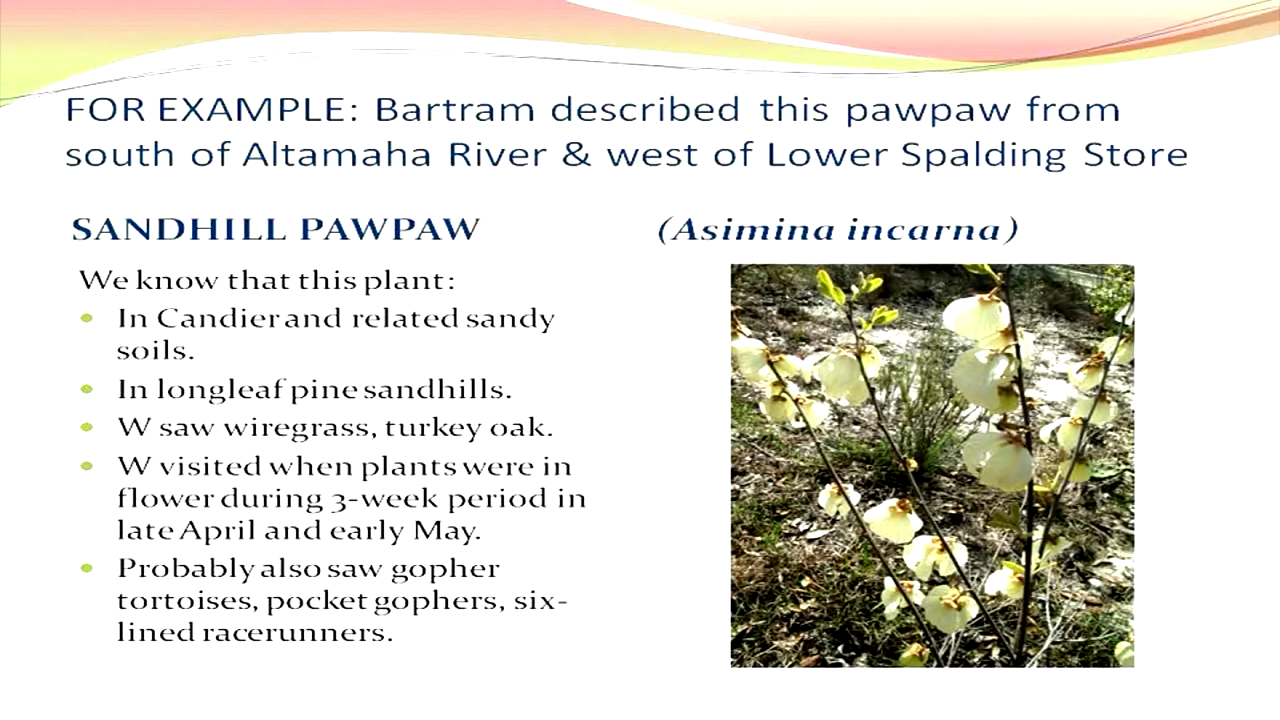 FOR EXAMPLE: Bartram described this pawpaw from
south of Altamaha River & west of Lower Spalding Store
SANDHILL PAWPAW
(Asimina incarna)
We know that this plant:
In Candier and related sandy
soils.
In longleaf pine sandhills.
W saw wiregrass, turkey oak.
W visited when plants were in
flower during 3-week period in
late April and early May.
Probably also saw gopher
tortoises, pocket gophers, six-
lined racerunners.